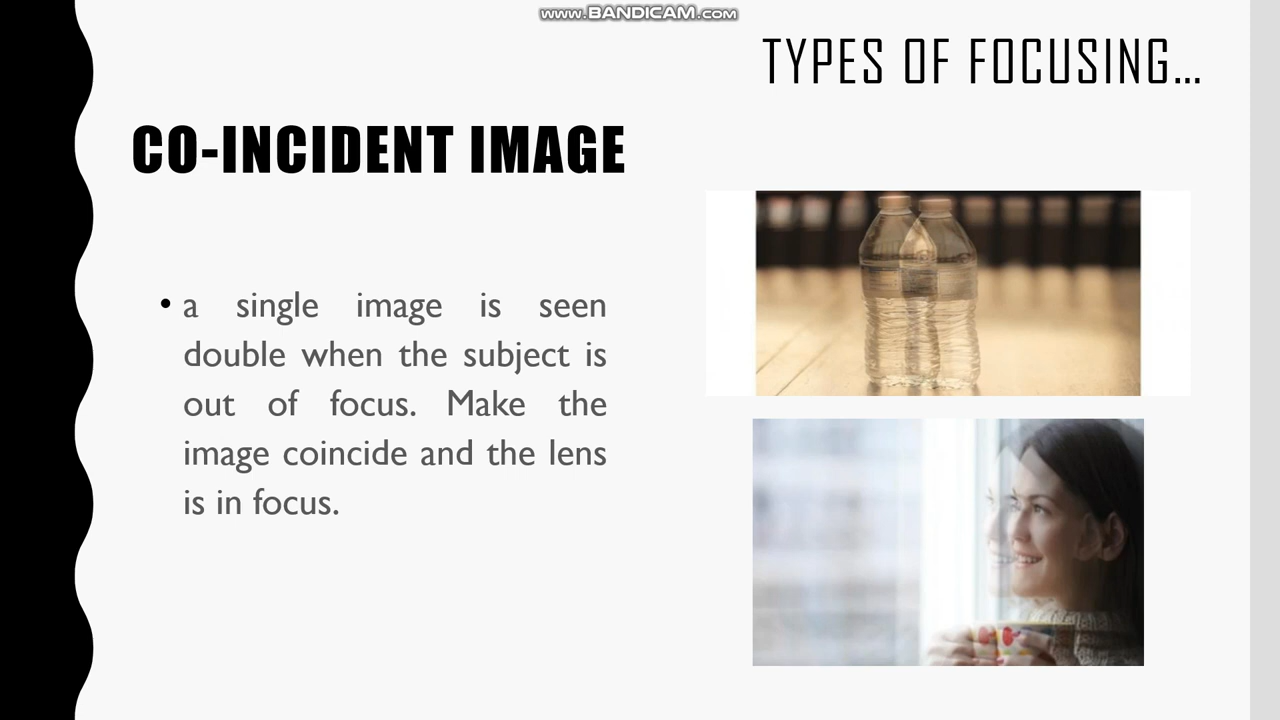 www.BANDICAM.com
TYPES OF FOCUSING...
CO-INCIDENT IMAGE
• a single image is seen
double when the subject is
out of focus. Make the
image coincide and the lens
is in focus.